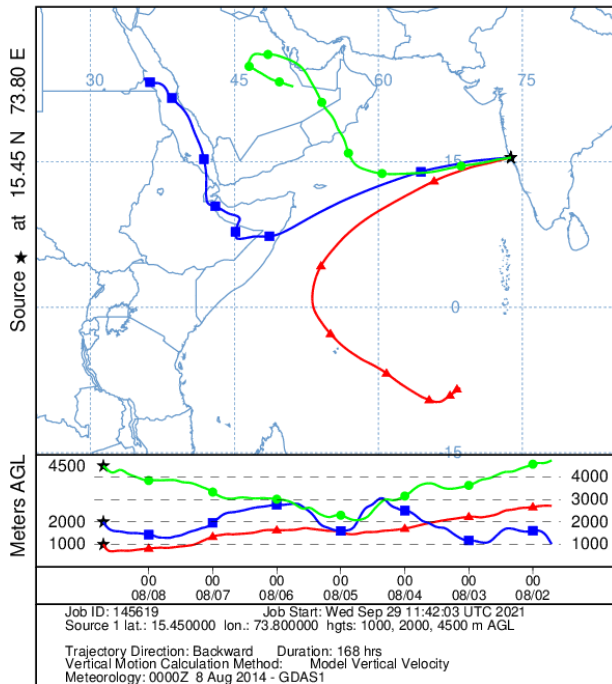 30 45 60 75
15
0
15
Source ★ at 15.45 N 73.80 E
Meters AGL
4500
2000
1000
4000
3000
2000
1000
00 00 00 00 00 00 00
08/08 08/07 08/06 08/05 08/04 08/03 08/02
Job ID: 145619 Job Start: Wed Sep 29 11:42:03 UTC 2021
Source 1 lat.: 15.450000 lon.: 73.800000 hgts: 1000, 2000, 4500 m AGL
Trajectory Direction: Backward Duration: 168 hrs
Vertical Motion Calculation Method: Model Vertical Velocity
Meteorology: 0000Z 8 Aug 2014 - GDAS1